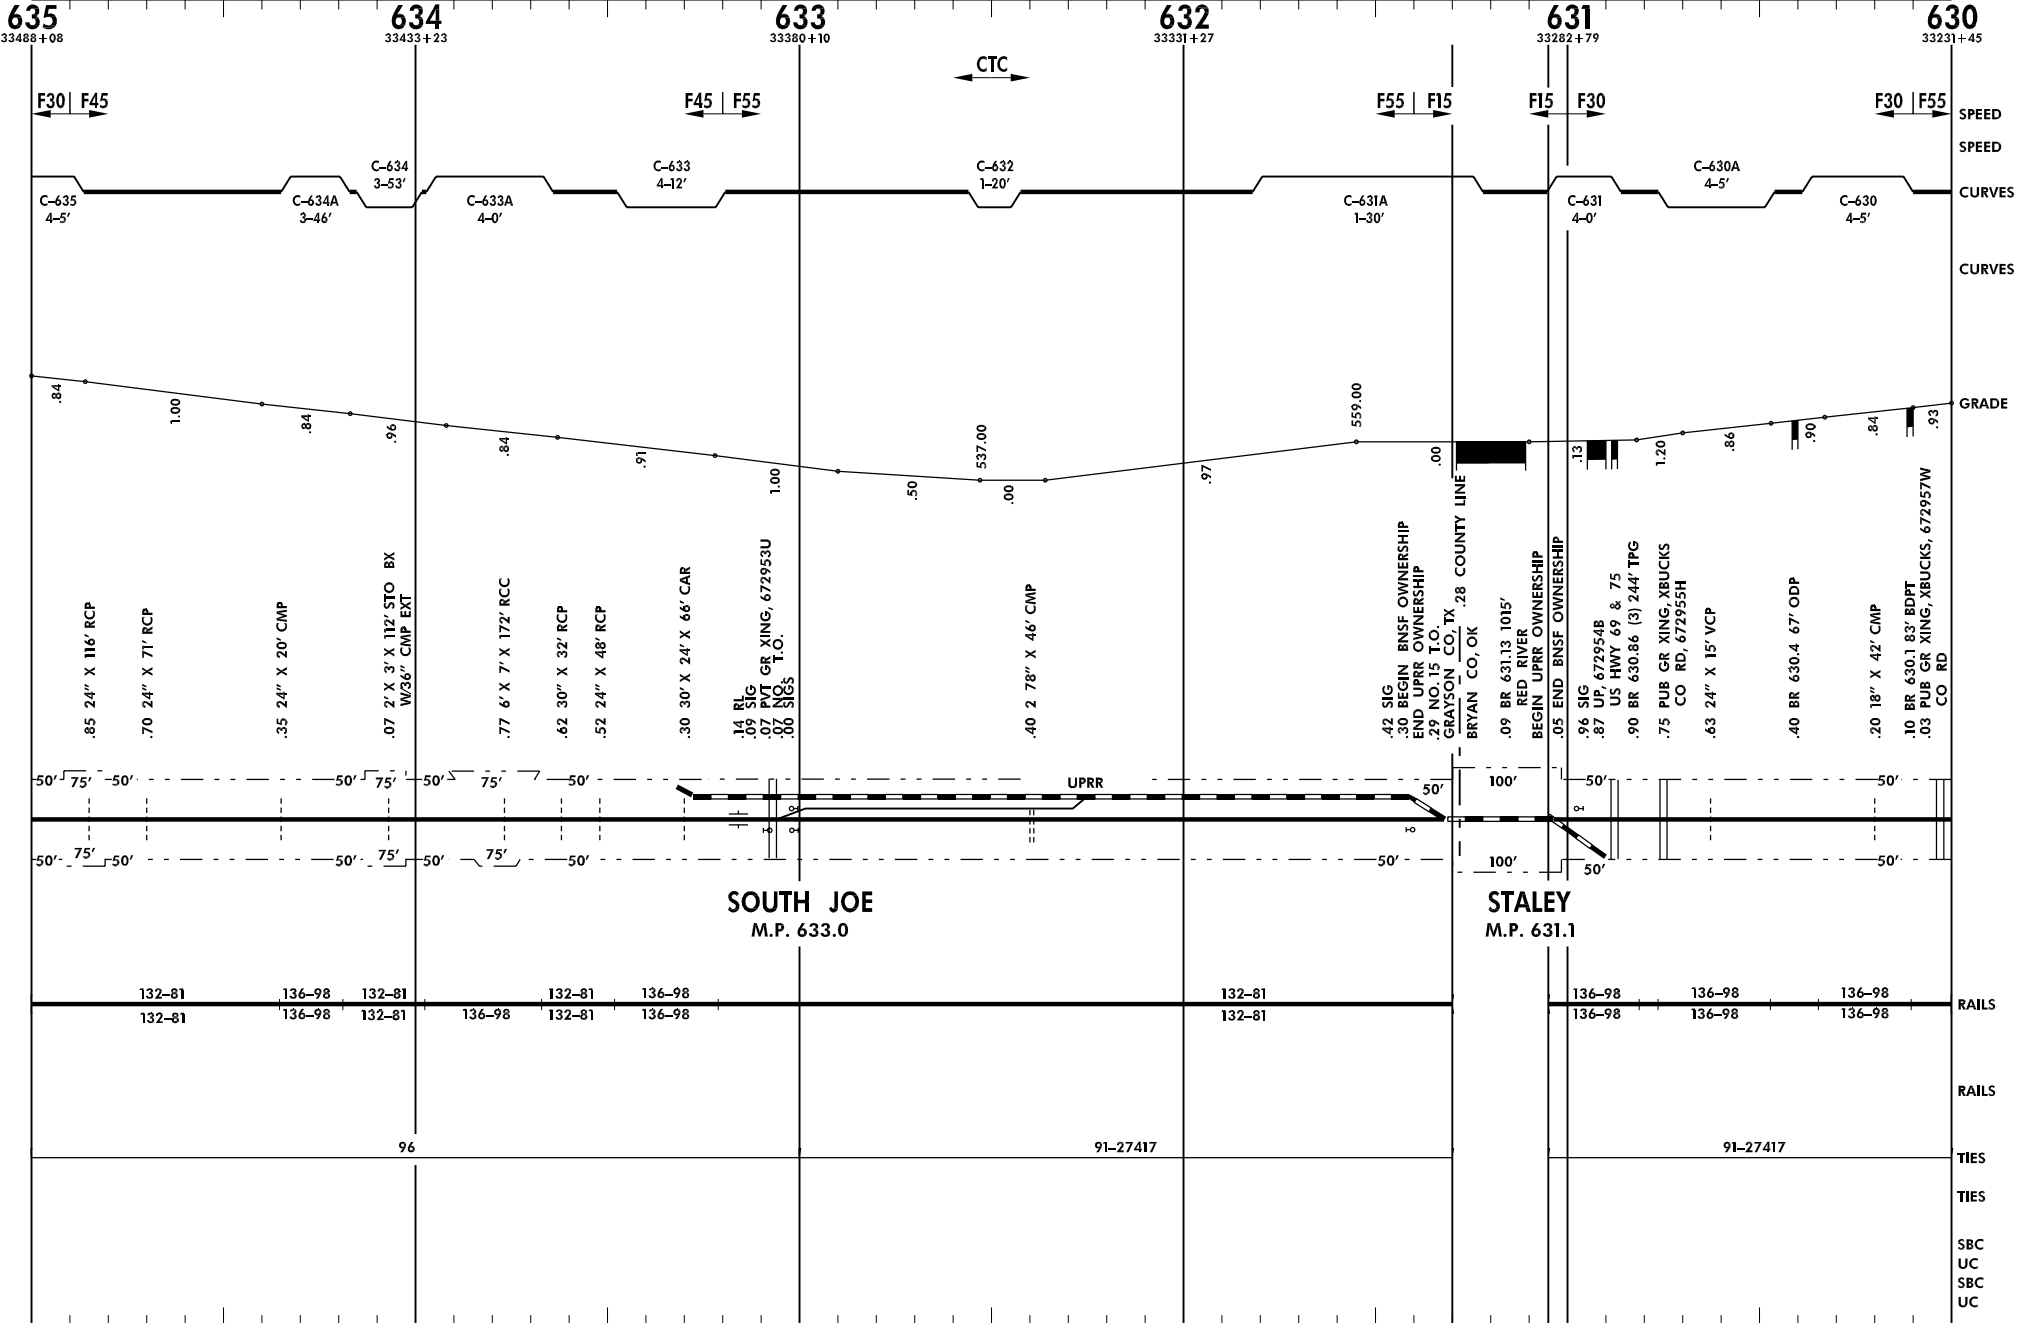 635 634 633 632 631 630
33488+08 33433+23 33380+10 33331+27 33282+79 33231+45
CTC
F30 F45 F45 F55 F55 F15 F15 F30 F30 F55
SPEED
SPEED
C-634
3-53'
C-633
4-12'
C-632
1-20'
C-630A
4-5'
CURVES
C-635
4-5'
C-634A
3-46'
C-633A
4-0'
C-631A
1-30'
C-631
4-0'
C-630
4-5'
CURVES
GRADE
.84
1.00
.84
.96
.84
.91
1.00
.50
537.00
.00
.97
559.00
.00
.13
1.20
.86
.90
.84
.93
.85 24" X 116' RCP
.70 24" X 71' RCP
.35 24" X 20' CMP
.07 2' X 3' X 112' STO BX
W/36" CMP EXT
.77 6' X 7' X 172' RCC
.62 30" X 32' RCP
.52 24" X 48' RCP
.30 30' X 24' X 66' CAR
.14 RL
.09 SIG
.07 PVT GR XING, 672953U
.07 NO. T.O.
.00 SIGS
.40 2 78" X 46' CMP
.42 SIG
.30 BEGIN BNSF OWNERSHIP
END UPRR OWNERSHIP
.29 NO. 15 T.O.
GRAYSON CO, TX
.28 COUNTY LINE
BRYAN CO, OK
.09 BR 631.13 1015'
RED RIVER
BEGIN UPRR OWNERSHIP
.05 END BNSF OWNERSHIP
.96 SIG
.87 UP, 672954B
US HWY 69 & 75
.90 BR 630.86 (3) 244' TPG
.75 PUB GR XING, XBUCKS
CO RD, 672955H
.63 24" X 15' VCP
.40 BR 630.4 67' ODP
.20 18" X 42' CMP
.10 BR 630.1 83' BDPT
.03 PUB GR XING, XBUCKS, 672957W
CO RD
50' 75' 50' 50' 75' 50' 75' 50' UPRR 50' 100' 50' 50'
50' 75' 50' 50' 75' 50' 75' 50' 50' 100' 50' 50'
SOUTH JOE
M.P. 633.0
STALEY
M.P. 631.1
132-81 136-98 132-81 132-81 136-98 132-81 136-98 136-98 136-98
RAILS
132-81 136-98 132-81 136-98 132-81 136-98 132-81 136-98 136-98 136-98
RAILS
96 91-27417 91-27417
TIES
TIES
SBC
UC
SBC
UC